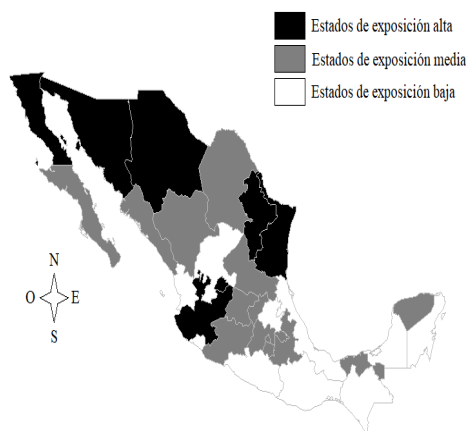 Estados de exposición alta
Estados de exposición media
Estados de exposición baja
N
O E
S